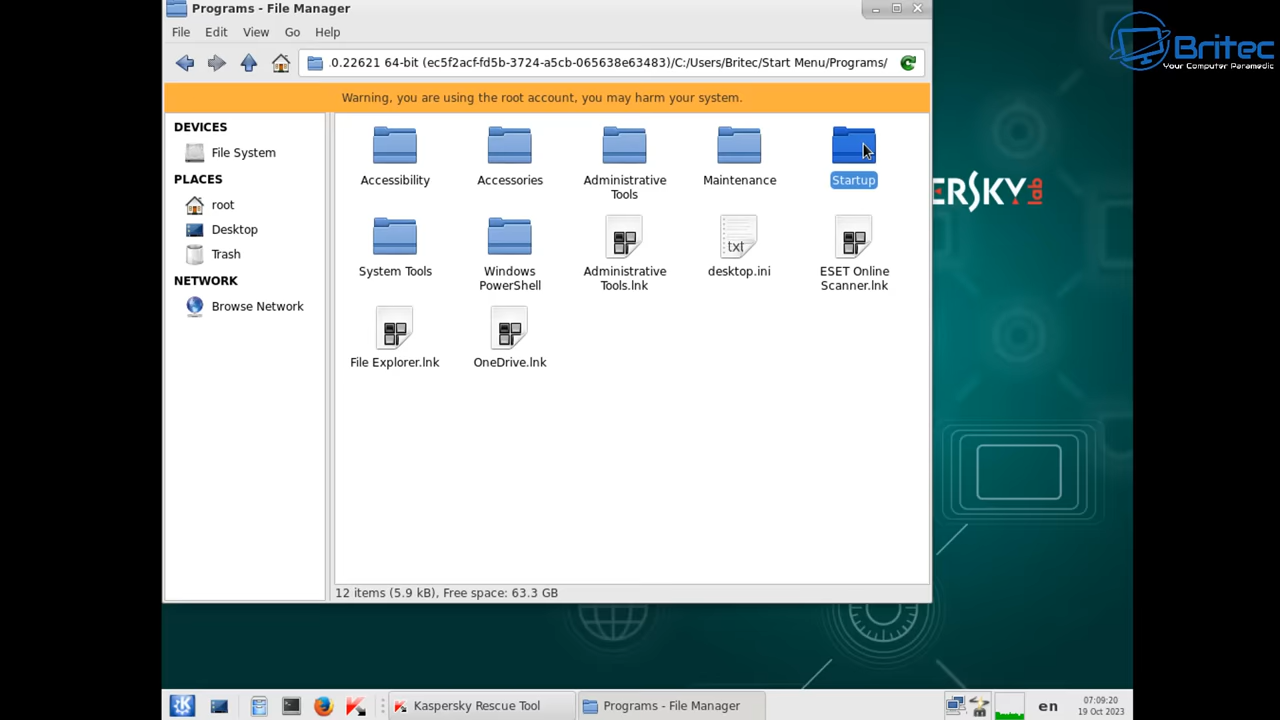 Programs - File Manager
File Edit View Go Help
.0.22621 64-bit (ec5f2acf-fd5b-3724-a5cb-065638e63483)/C:/Users/Britec/Start Menu/Programs/
Warning, you are using the root account, you may harm your system.
DEVICES
File System
PLACES
root
Desktop
Trash
NETWORK
Browse Network
Accessibility
Accessories
Administrative
Tools
Maintenance
Startup
System Tools
Windows
PowerShell
Administrative
Tools.lnk
txt
desktop.ini
ESET Online
Scanner.lnk
File Explorer.lnk
OneDrive.lnk
12 items (5.9 kB), Free space: 63.3 GB
ERSKY lab
Britec
Your Computer Paramedic
Kaspersky Rescue Tool
Programs - File Manager
en
07:09:20
19 Oct 2023